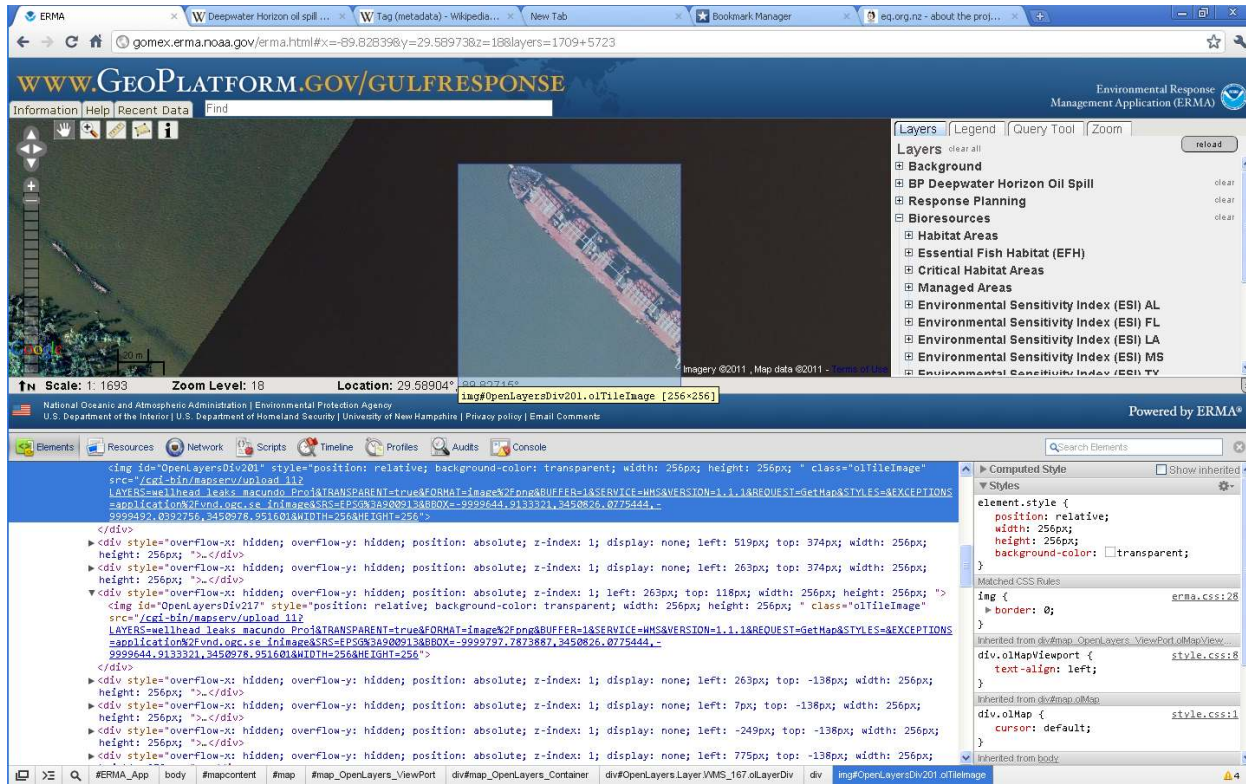 ERMA
Deepwater Horizon oil spill ...
Tag (metadata) - Wikipedia...
New Tab
Bookmark Manager
eq.org.nz - about the proj...
gomex.erma.noaa.gov/erma.html#x=-89.82839&y=29.58973&z=18&layers=1709+5723
www.GeoPlatform.gov/gulfresponse
Environmental Response
Management Application (ERMA)
Information Help Recent Data Find
Layers Legend Query Tool Zoom
Layers clear all reload
Background
BP Deepwater Horizon Oil Spill clear
Response Planning clear
Bioresources clear
Habitat Areas
Essential Fish Habitat (EFH)
Critical Habitat Areas
Managed Areas
Environmental Sensitivity Index (ESI) AL
Environmental Sensitivity Index (ESI) FL
Environmental Sensitivity Index (ESI) LA
Environmental Sensitivity Index (ESI) MS
Environmental Sensitivity Index (ESI) TX
20 m
Imagery ©2011 , Map data ©2011 - Terms of Use
N Scale: 1: 1693 Zoom Level: 18 Location: 29.58904°, -89.82715°
img#OpenLayersDiv201.olTileImage [256×256]
National Oceanic and Atmospheric Administration | Environmental Protection Agency
U.S. Department of the Interior | U.S. Department of Homeland Security | University of New Hampshire | Privacy policy | Email Comments
Powered by ERMA®
Elements Resources Network Scripts Timeline Profiles Audits Console Search Elements
<img id="OpenLayersDiv201" style="position: relative; background-color: transparent; width: 256px; height: 256px; " class="olTileImage"
src="/cgi-bin/mapserv/upload_11?
LAYERS=wellhead_leaks_macundo_Proj&TRANSPARENT=true&FORMAT=image%2Fpng&BUFFER=1&SERVICE=WMS&VERSION=1.1.1&REQUEST=GetMap&STYLES=&EXCEPTIONS
=application%2Fvnd.ogc.se_inimage&SRS=EPSG%3A900913&BBOX=-9999644.9133321,3450826.0775444,-
9999492.0392756,3450978.951601&WIDTH=256&HEIGHT=256">
</div>
<div style="overflow-x: hidden; overflow-y: hidden; position: absolute; z-index: 1; display: none; left: 519px; top: 374px; width: 256px;
height: 256px; ">…</div>
<div style="overflow-x: hidden; overflow-y: hidden; position: absolute; z-index: 1; display: none; left: 263px; top: 374px; width: 256px;
height: 256px; ">…</div>
<div style="overflow-x: hidden; overflow-y: hidden; position: absolute; z-index: 1; left: 263px; top: 118px; width: 256px; height: 256px; ">
<img id="OpenLayersDiv217" style="position: relative; background-color: transparent; width: 256px; height: 256px; " class="olTileImage"
src="/cgi-bin/mapserv/upload_11?
LAYERS=wellhead_leaks_macundo_Proj&TRANSPARENT=true&FORMAT=image%2Fpng&BUFFER=1&SERVICE=WMS&VERSION=1.1.1&REQUEST=GetMap&STYLES=&EXCEPTIONS
=application%2Fvnd.ogc.se_inimage&SRS=EPSG%3A900913&BBOX=-9999797.7873887,3450826.0775444,-
9999644.9133321,3450978.951601&WIDTH=256&HEIGHT=256">
</div>
<div style="overflow-x: hidden; overflow-y: hidden; position: absolute; z-index: 1; display: none; left: 263px; top: -138px; width: 256px;
height: 256px; ">…</div>
<div style="overflow-x: hidden; overflow-y: hidden; position: absolute; z-index: 1; display: none; left: 7px; top: -138px; width: 256px;
height: 256px; ">…</div>
<div style="overflow-x: hidden; overflow-y: hidden; position: absolute; z-index: 1; display: none; left: -249px; top: -138px; width: 256px;
height: 256px; ">…</div>
<div style="overflow-x: hidden; overflow-y: hidden; position: absolute; z-index: 1; display: none; left: 775px; top: -138px; width: 256px;
Computed Style Show inherited
Styles
element.style {
position: relative;
width: 256px;
height: 256px;
background-color: transparent;
}
Matched CSS Rules
img { erma.css:28
border: 0;
}
Inherited from div#map_OpenLayers_ViewPort.olMapView...
div.olMapViewport { style.css:8
text-align: left;
}
Inherited from div#map.olMap
div.olMap { style.css:1
cursor: default;
}
Inherited from body
#ERMA_App body #mapcontent #map #map_OpenLayers_ViewPort div#map_OpenLayers_Container div#OpenLayers.Layer.WMS_167.olLayerDiv div img#OpenLayersDiv201.olTileImage 4